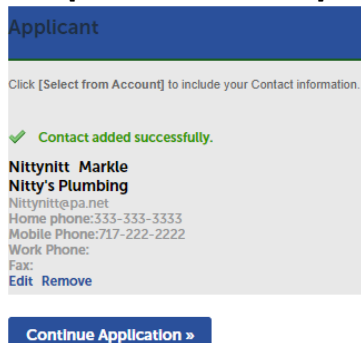 Applicant
Click [Select from Account] to include your Contact information.
Contact added successfully.
Nittynitt Markle
Nitty's Plumbing
Nittynitt@pa.net
Home phone:333-333-3333
Mobile Phone:717-222-2222
Work Phone:
Fax:
Edit Remove
Continue Application »